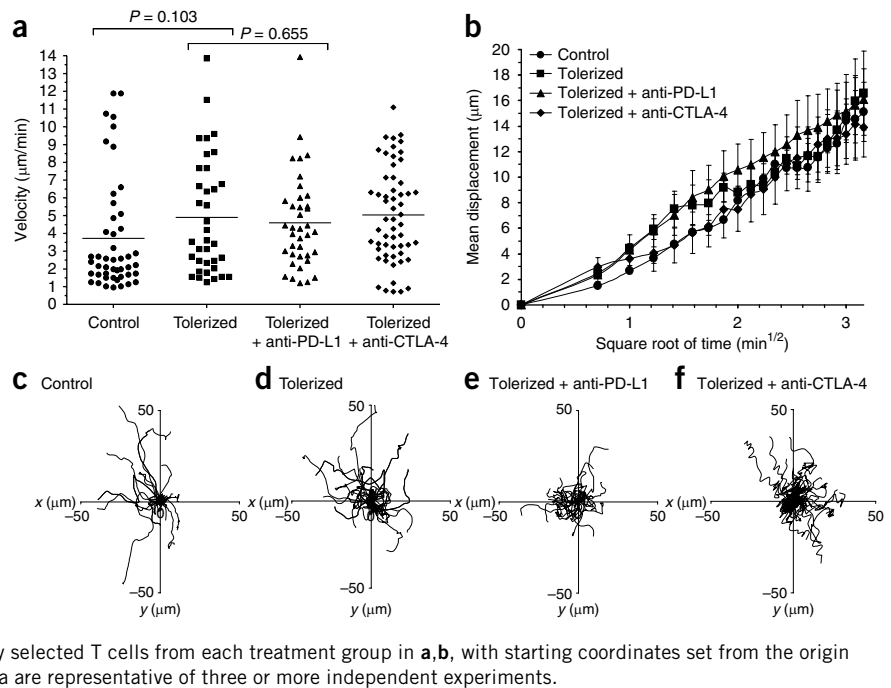 a
P = 0.103
P = 0.655
14
13
12
11
10
9
8
7
6
5
4
3
2
1
0
Velocity (μm/min)
Control
Tolerized
Tolerized + anti-PD-L1
Tolerized + anti-CTLA-4
b
20
18
16
14
12
10
8
6
4
2
0
Mean displacement (μm)
Control
Tolerized
Tolerized + anti-PD-L1
Tolerized + anti-CTLA-4
0
1
2
3
Square root of time (min1/2)
c Control
50
x (μm)
–50
50
–50
y (μm)
d Tolerized
50
x (μm)
–50
50
–50
y (μm)
e Tolerized + anti-PD-L1
50
x (μm)
–50
50
–50
y (μm)
f Tolerized + anti-CTLA-4
50
x (μm)
–50
50
–50
y (μm)
y selected T cells from each treatment group in a,b, with starting coordinates set from the origin
a are representative of three or more independent experiments.